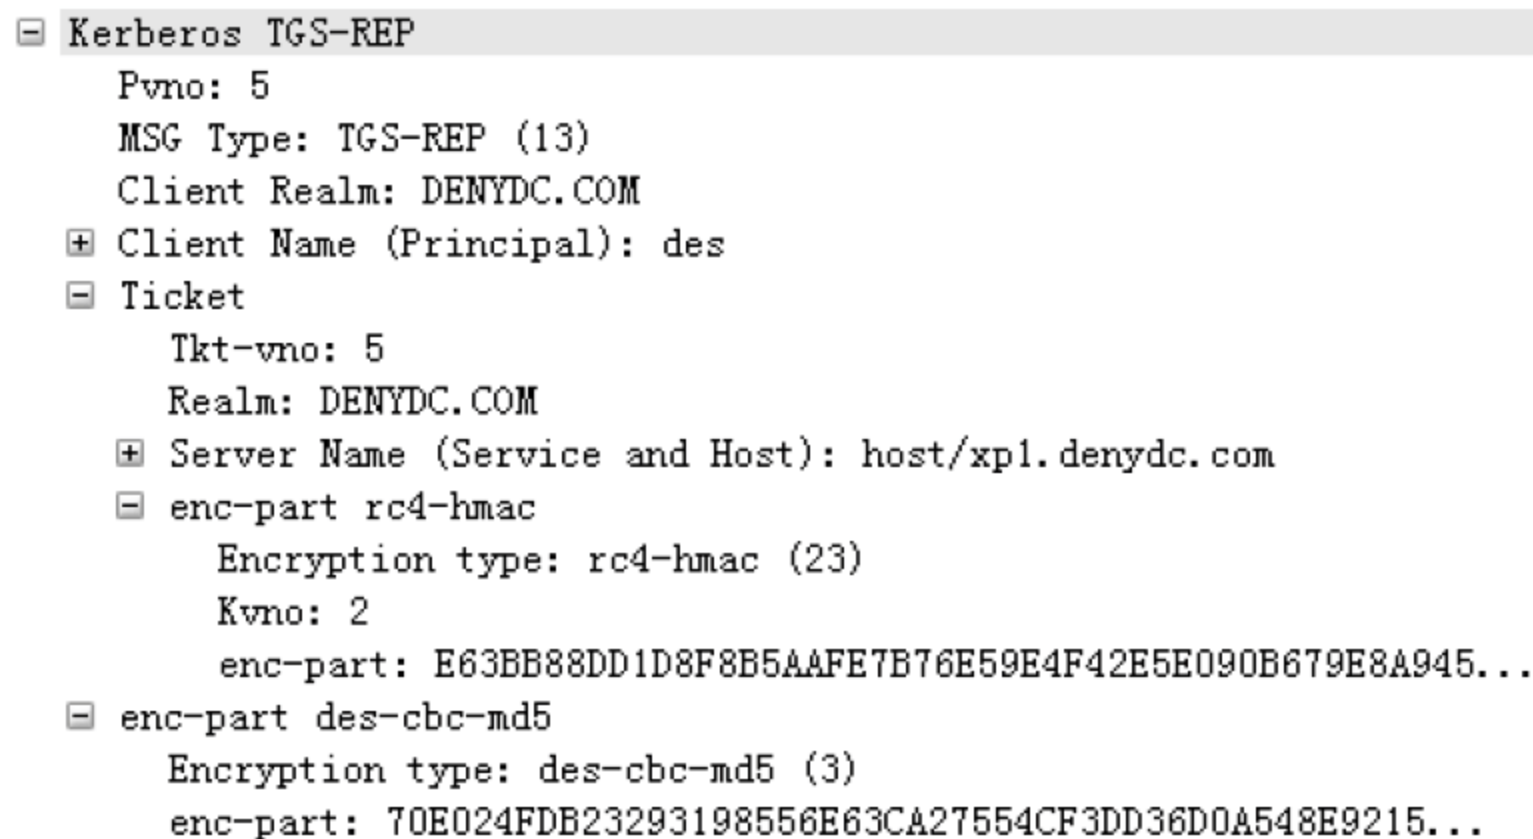 Kerberos TGS-REP
Pvno: 5
MSG Type: TGS-REP (13)
Client Realm: DENYDC.COM
Client Name (Principal): des
Ticket
Tkt-vno: 5
Realm: DENYDC.COM
Server Name (Service and Host): host/xp1.denydc.com
enc-part rc4-hmac
Encryption type: rc4-hmac (23)
Kvno: 2
enc-part: E63BB88DD1D8F8B5AAFE7B76E59E4F42E5E090B679E8A945...
enc-part des-cbc-md5
Encryption type: des-cbc-md5 (3)
enc-part: 70E024FDB23293198556E63CA27554CF3DD36D0A548E9215...